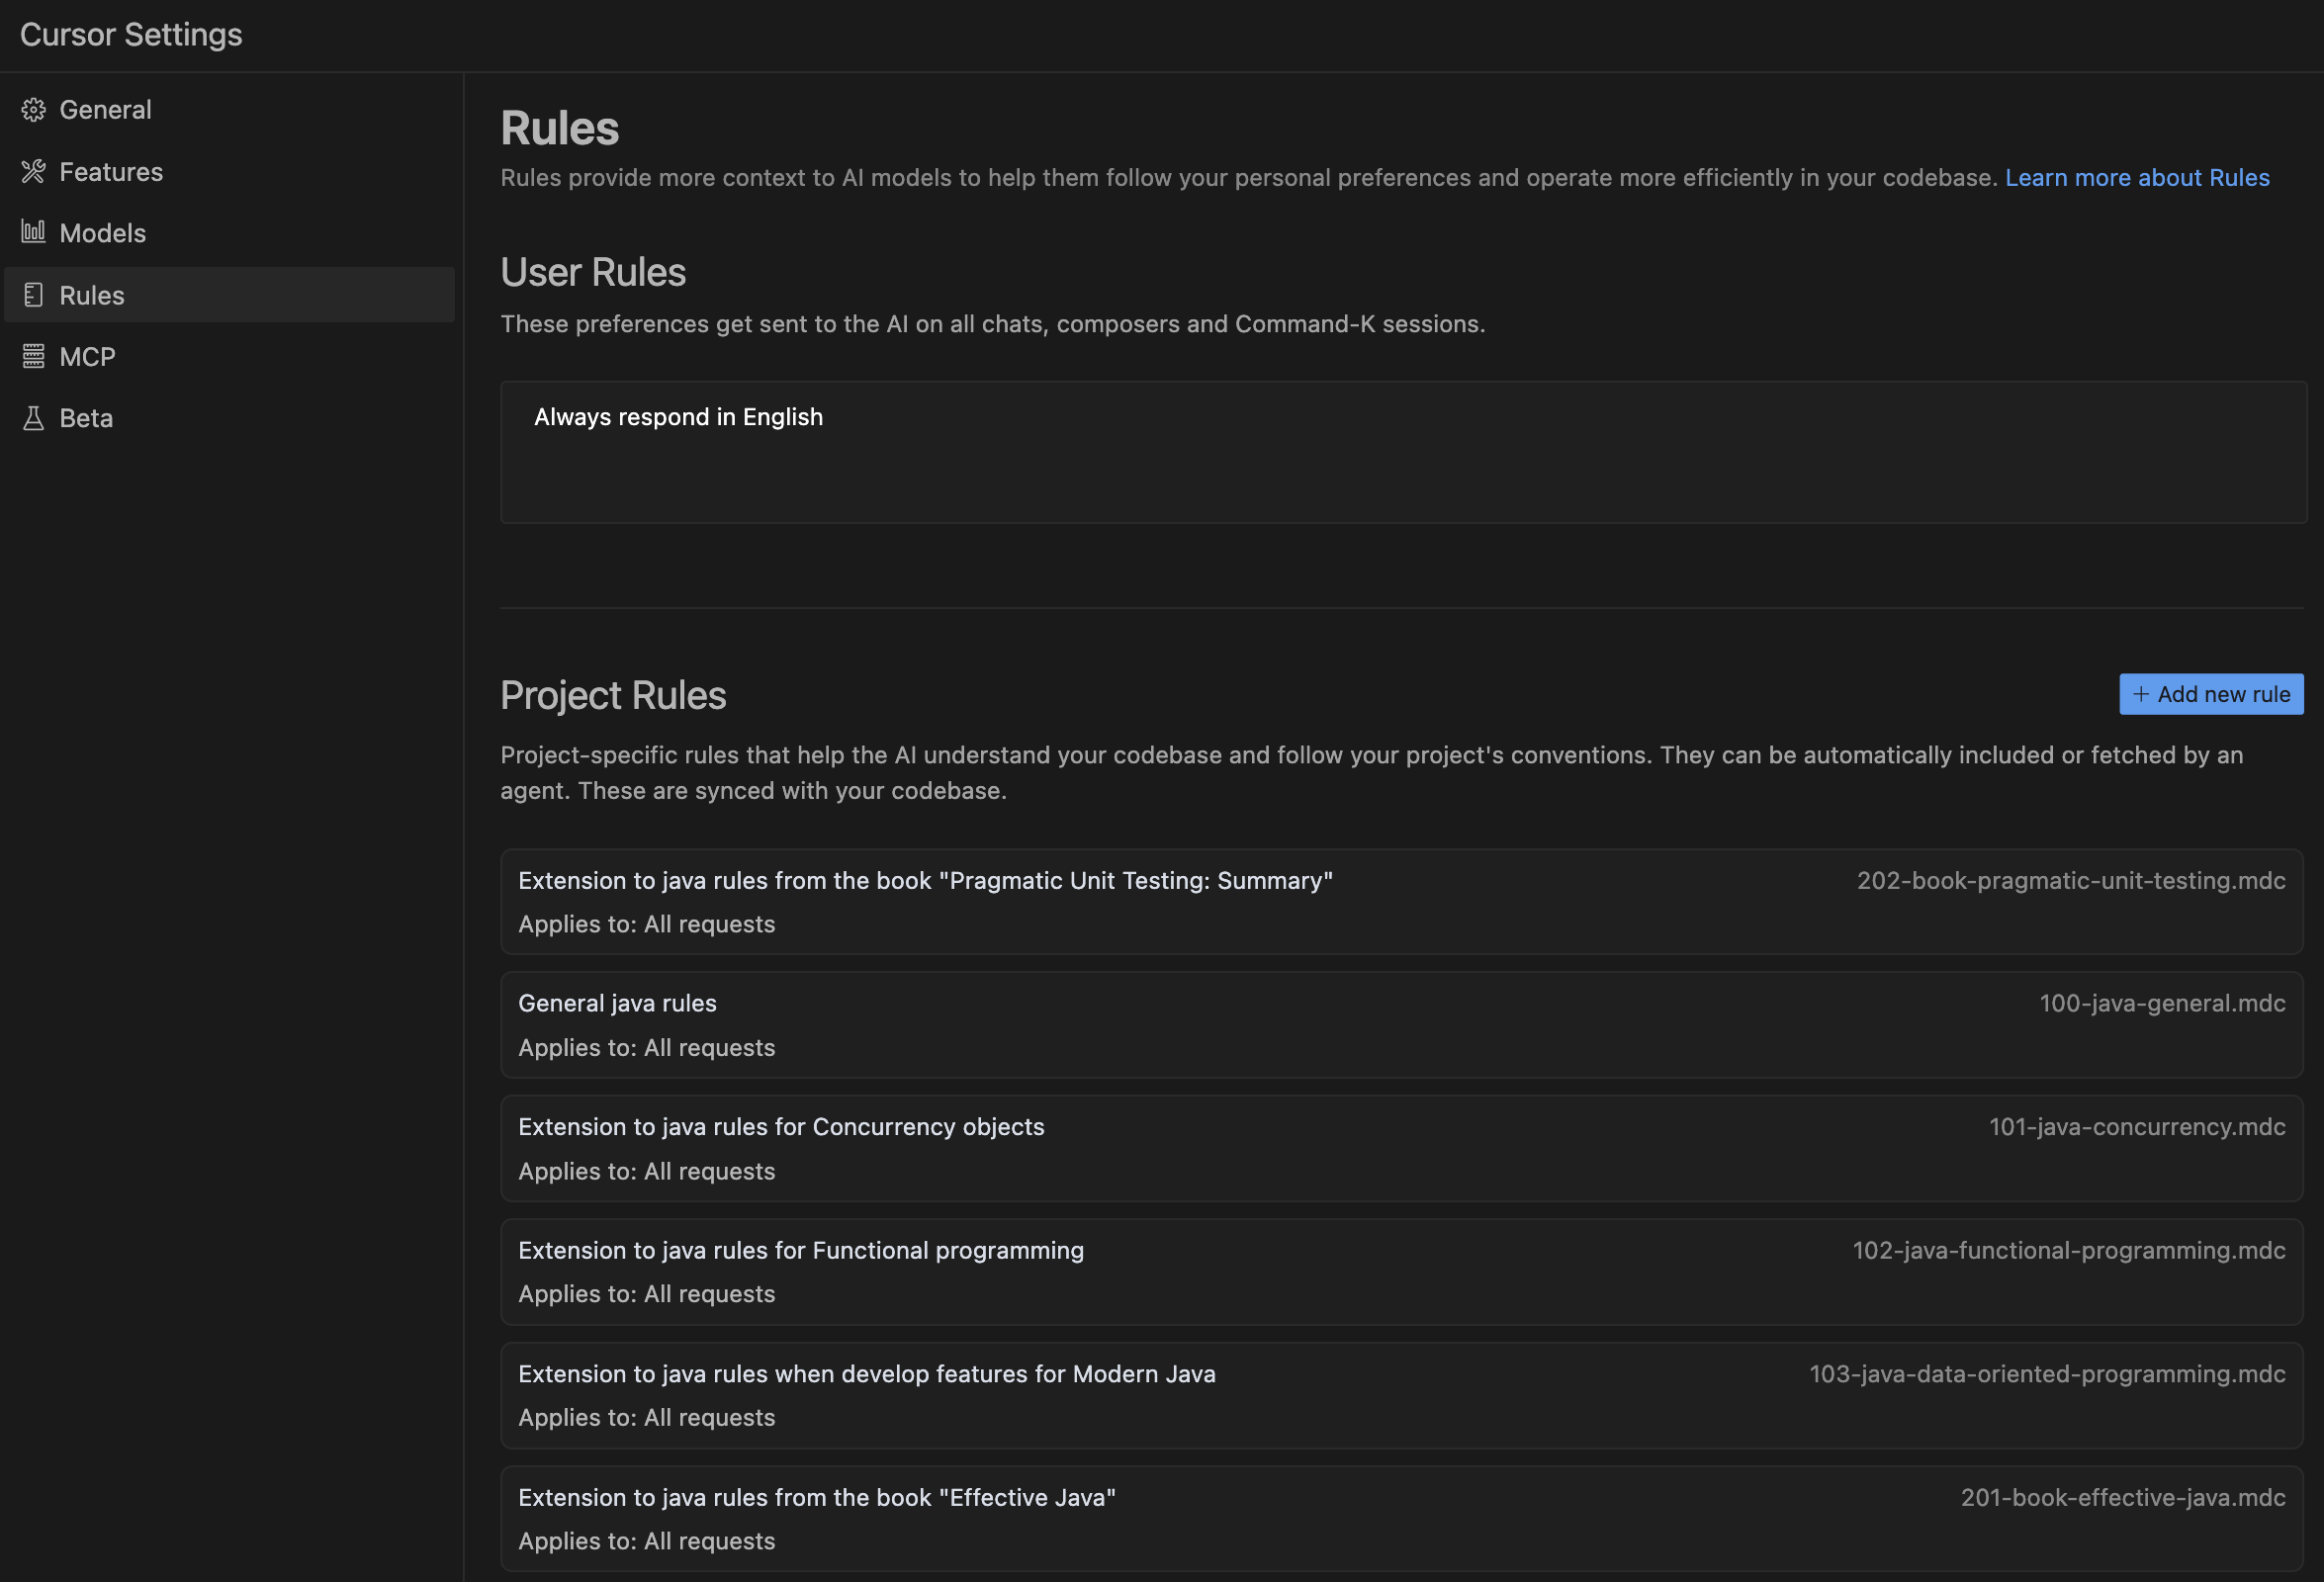 Cursor Settings
General
Features
Models
Rules
MCP
Beta
Rules
Rules provide more context to AI models to help them follow your personal preferences and operate more efficiently in your codebase. Learn more about Rules
User Rules
These preferences get sent to the AI on all chats, composers and Command-K sessions.
Always respond in English
Project Rules
+ Add new rule
Project-specific rules that help the AI understand your codebase and follow your project's conventions. They can be automatically included or fetched by an
agent. These are synced with your codebase.
Extension to java rules from the book "Pragmatic Unit Testing: Summary" 202-book-pragmatic-unit-testing.mdc
Applies to: All requests
General java rules 100-java-general.mdc
Applies to: All requests
Extension to java rules for Concurrency objects 101-java-concurrency.mdc
Applies to: All requests
Extension to java rules for Functional programming 102-java-functional-programming.mdc
Applies to: All requests
Extension to java rules when develop features for Modern Java 103-java-data-oriented-programming.mdc
Applies to: All requests
Extension to java rules from the book "Effective Java" 201-book-effective-java.mdc
Applies to: All requests